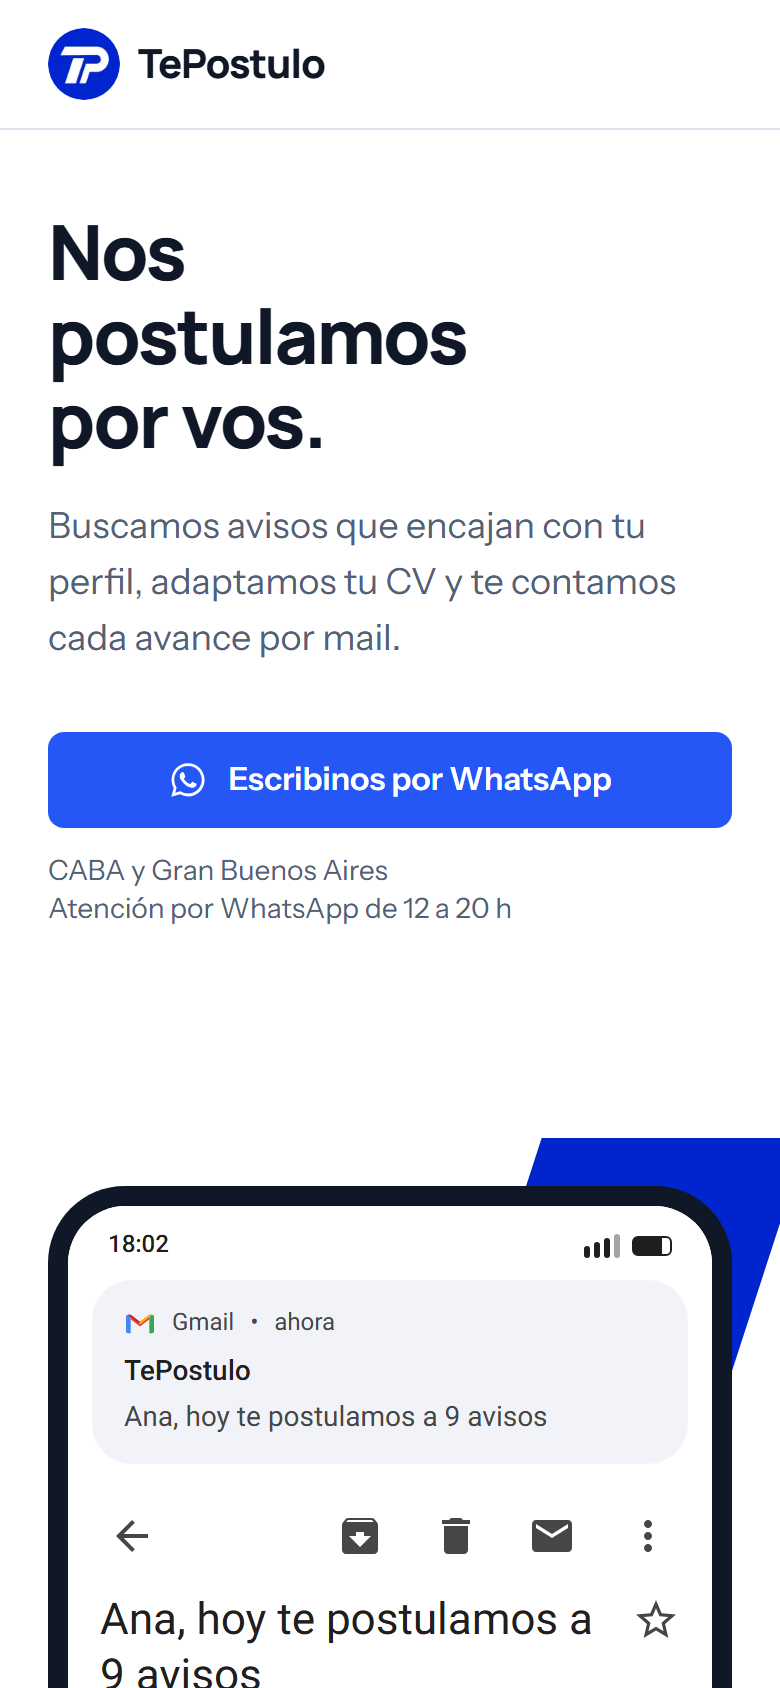 TP TePostulo
Nos
postulamos
por vos.
Buscamos avisos que encajan con tu
perfil, adaptamos tu CV y te contamos
cada avance por mail.
Escribinos por WhatsApp
CABA y Gran Buenos Aires
Atención por WhatsApp de 12 a 20 h
18:02
Gmail • ahora
TePostulo
Ana, hoy te postulamos a 9 avisos
Ana, hoy te postulamos a
9 avisos